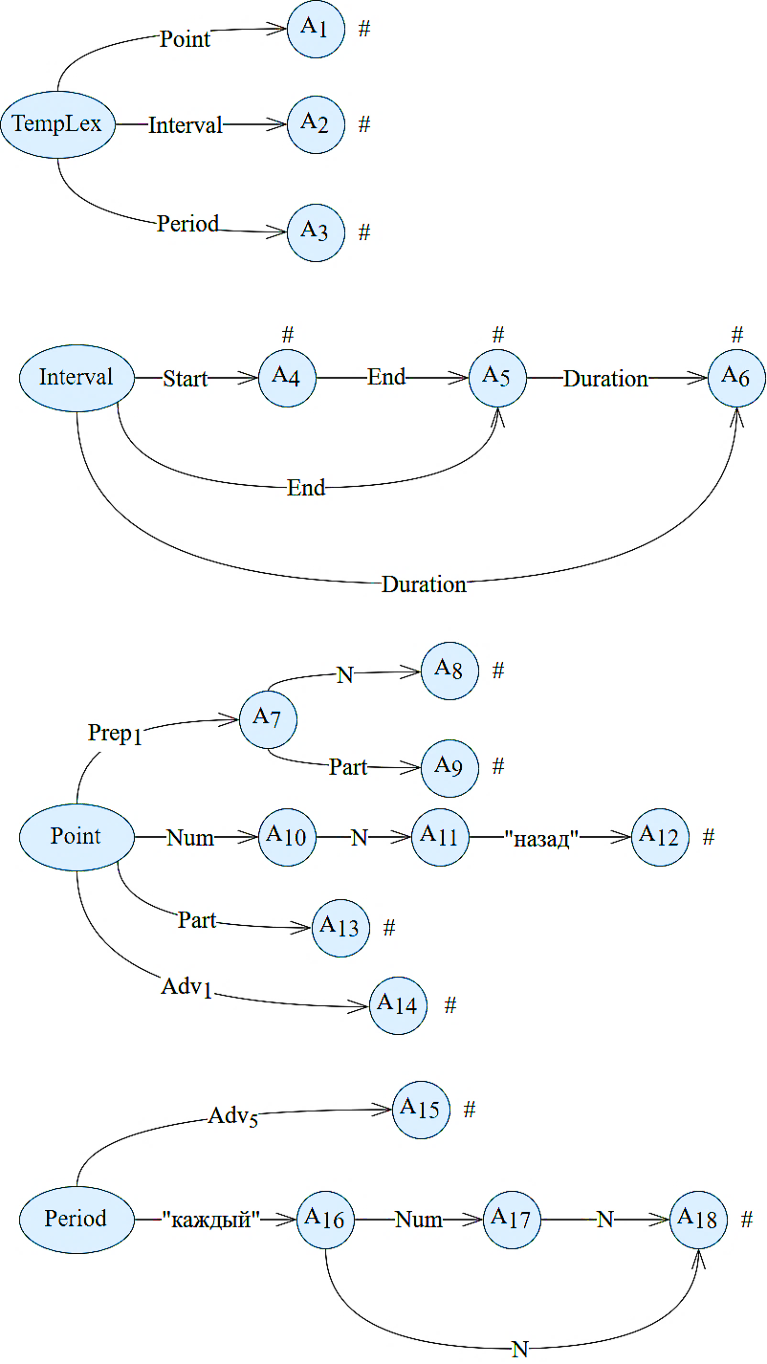 Point A1 #
TempLex Interval A2 #
Period A3 #
# # #
Interval Start A4 End A5 Duration A6
End
Duration
N A8 #
Prep1 A7
Part A9 #
Point Num A10 N A11 "назад" A12 #
Part A13 #
Adv1 A14 #
Adv5 A15 #
Period "каждый" A16 Num A17 N A18 #
N